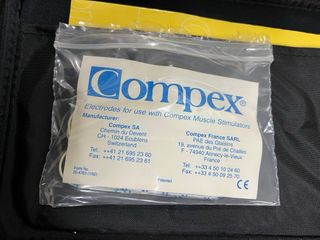 Compex®
Electrodes for use with Compex Muscle Stimulators
Manufacturer:
Compex SA
Chemin du Dévent
CH - 1024 Ecublens
Switzerland
Tel: ++41 21 695 23 60
Fax: ++41 21 695 23 61
Compex France SARL
PAE des Glaisins
19, avenue du Pré de Challes
F - 74940 Annecy-le-Vieux
France
Tel: ++33 4 50 10 24 60
Fax: ++33 4 50 09 25 70
Form No.
Patented